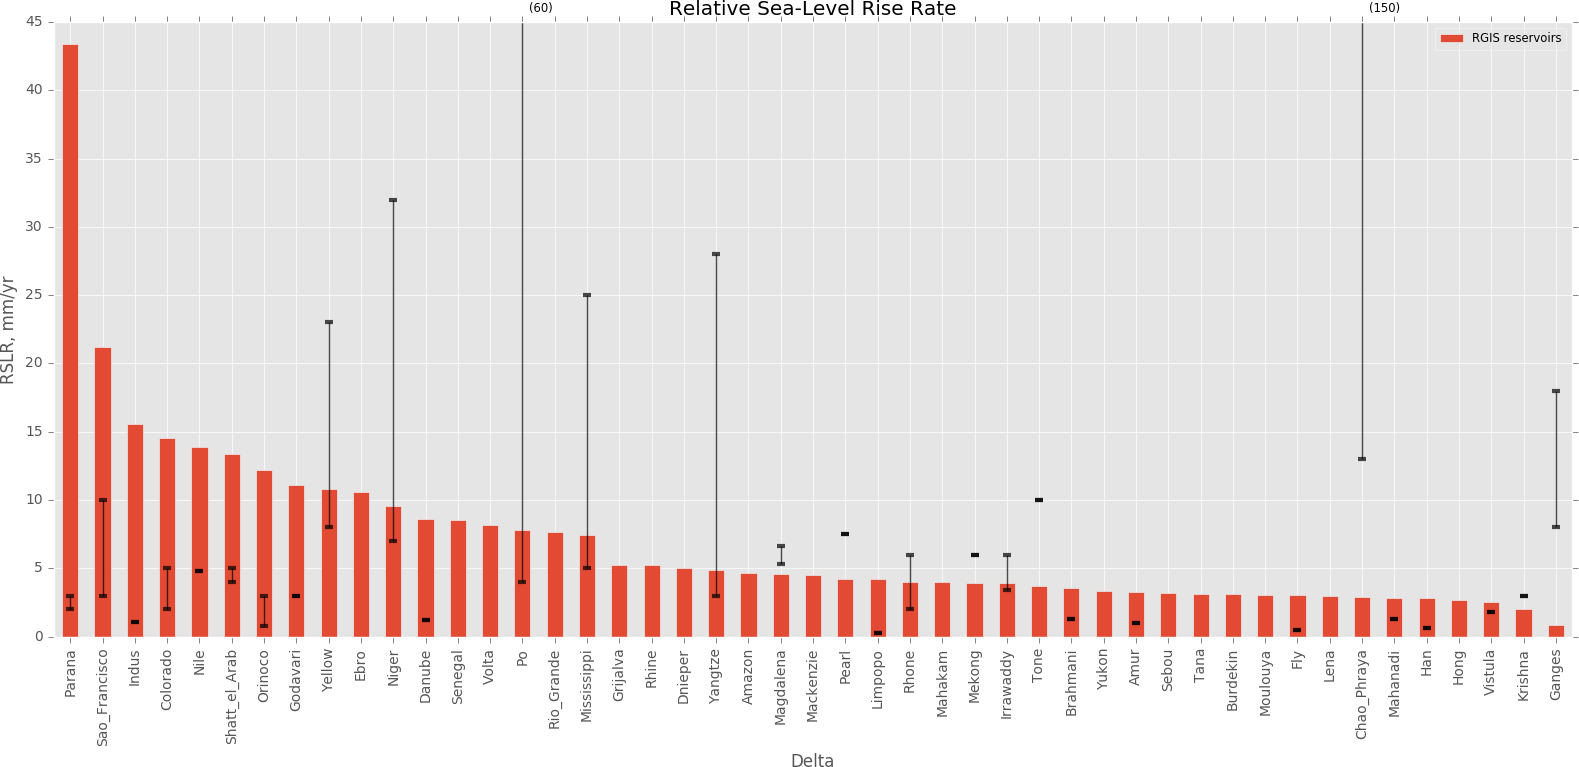 (60)
Relative Sea-Level Rise Rate
(150)
RGIS reservoirs
45
40
35
30
25
20
15
10
5
0
RSLR, mm/yr
Parana
Sao_Francisco
Indus
Colorado
Nile
Shatt_el_Arab
Orinoco
Godavari
Yellow
Ebro
Niger
Danube
Senegal
Volta
Po
Rio_Grande
Mississippi
Grijalva
Rhine
Dnieper
Yangtze
Amazon
Magdalena
Mackenzie
Pearl
Limpopo
Rhone
Mahakam
Mekong
Irrawaddy
Tone
Brahmani
Yukon
Amur
Sebou
Tana
Burdekin
Moulouya
Fly
Lena
Chao_Phraya
Mahanadi
Han
Hong
Vistula
Krishna
Ganges
Delta